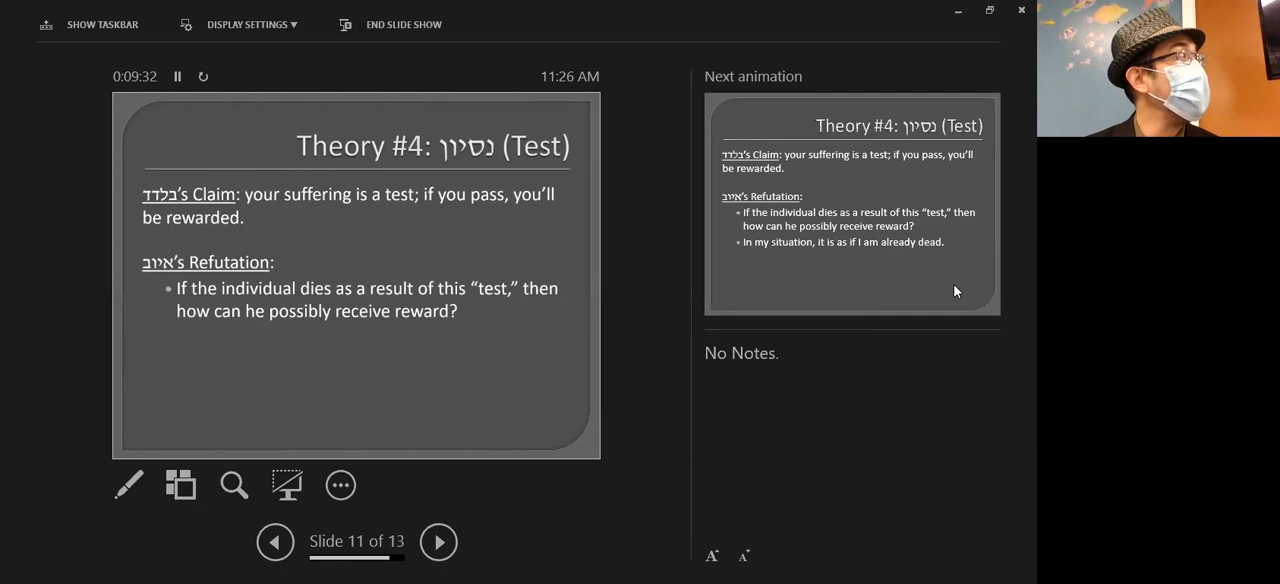 SHOW TASKBAR
DISPLAY SETTINGS ▼
END SLIDE SHOW
0:09:32
11:26 AM
Theory #4: נסיון (Test)
בלדד’s Claim: your suffering is a test; if you pass, you’ll
be rewarded.
איוב’s Refutation:
• If the individual dies as a result of this “test,” then
how can he possibly receive reward?
Slide 11 of 13
Next animation
Theory #4: נסיון (Test)
בלדד’s Claim: your suffering is a test; if you pass, you’ll
be rewarded.
איוב’s Refutation:
• If the individual dies as a result of this “test,” then
how can he possibly receive reward?
• In my situation, it is as if I am already dead.
No Notes.
A A